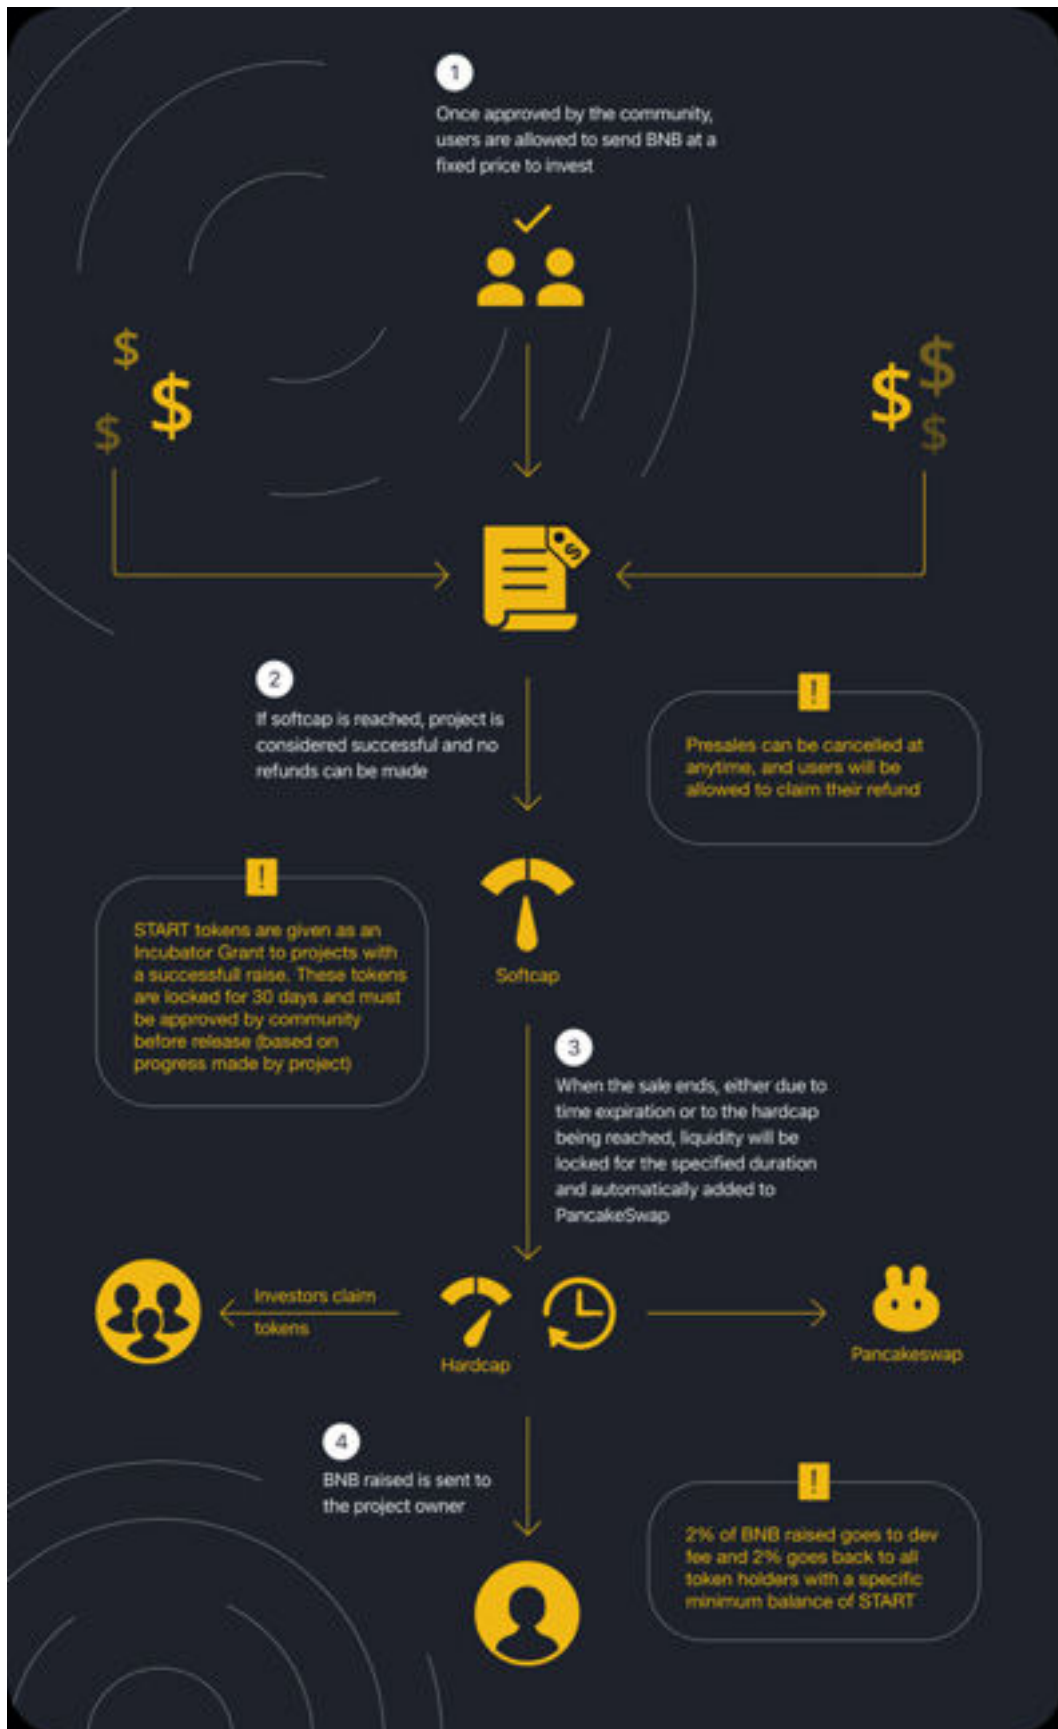 1
Once approved by the community,
users are allowed to send BNB at a
fixed price to invest
$
$
$
$
$
$
$
2
If softcap is reached, project is
considered successful and no
refunds can be made
!
Presales can be cancelled at
anytime, and users will be
allowed to claim their refund
!
START tokens are given as an
Incubator Grant to projects with
a successfull raise. These tokens
are locked for 30 days and must
be approved by community
before release (based on
progress made by project)
Softcap
3
When the sale ends, either due to
time expiration or to the hardcap
being reached, liquidity will be
locked for the specified duration
and automatically added to
PancakeSwap
Investors claim
tokens
Hardcap
Pancakeswap
4
BNB raised is sent to
the project owner
!
2% of BNB raised goes to dev
fee and 2% goes back to all
token holders with a specific
minimum balance of START